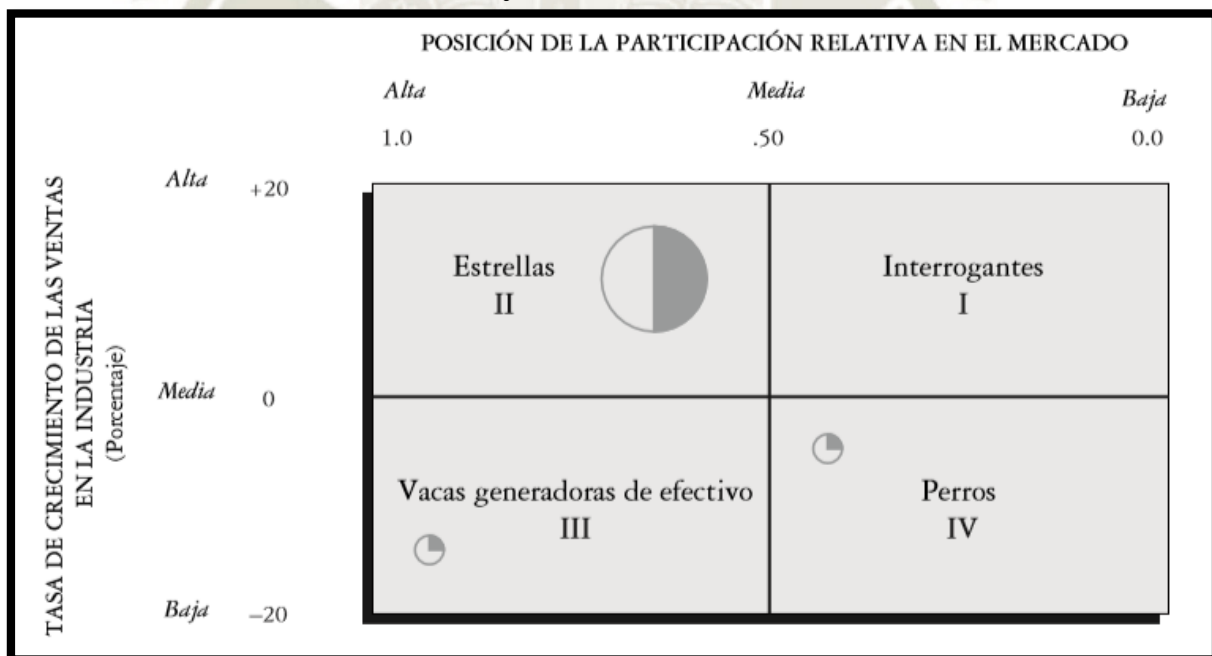 POSICIÓN DE LA PARTICIPACIÓN RELATIVA EN EL MERCADO
Alta
Media
Baja
1.0
.50
0.0
TASA DE CRECIMIENTO DE LAS VENTAS
EN LA INDUSTRIA
(Porcentaje)
Alta
+20
Media
0
Baja
–20
Estrellas
II
Interrogantes
I
Vacas generadoras de efectivo
III
Perros
IV